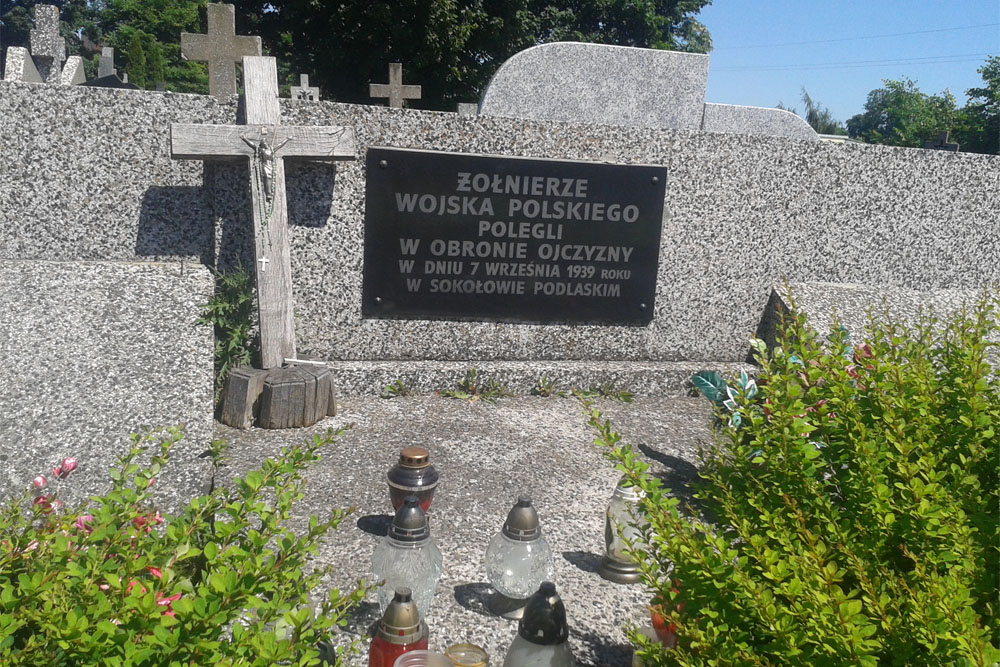 ŻOŁNIERZE
WOJSKA POLSKIEGO
POLEGLI
W OBRONIE OJCZYZNY
W DNIU 7 WRZEŚNIA 1939 ROKU
W SOKOŁOWIE PODLASKIM